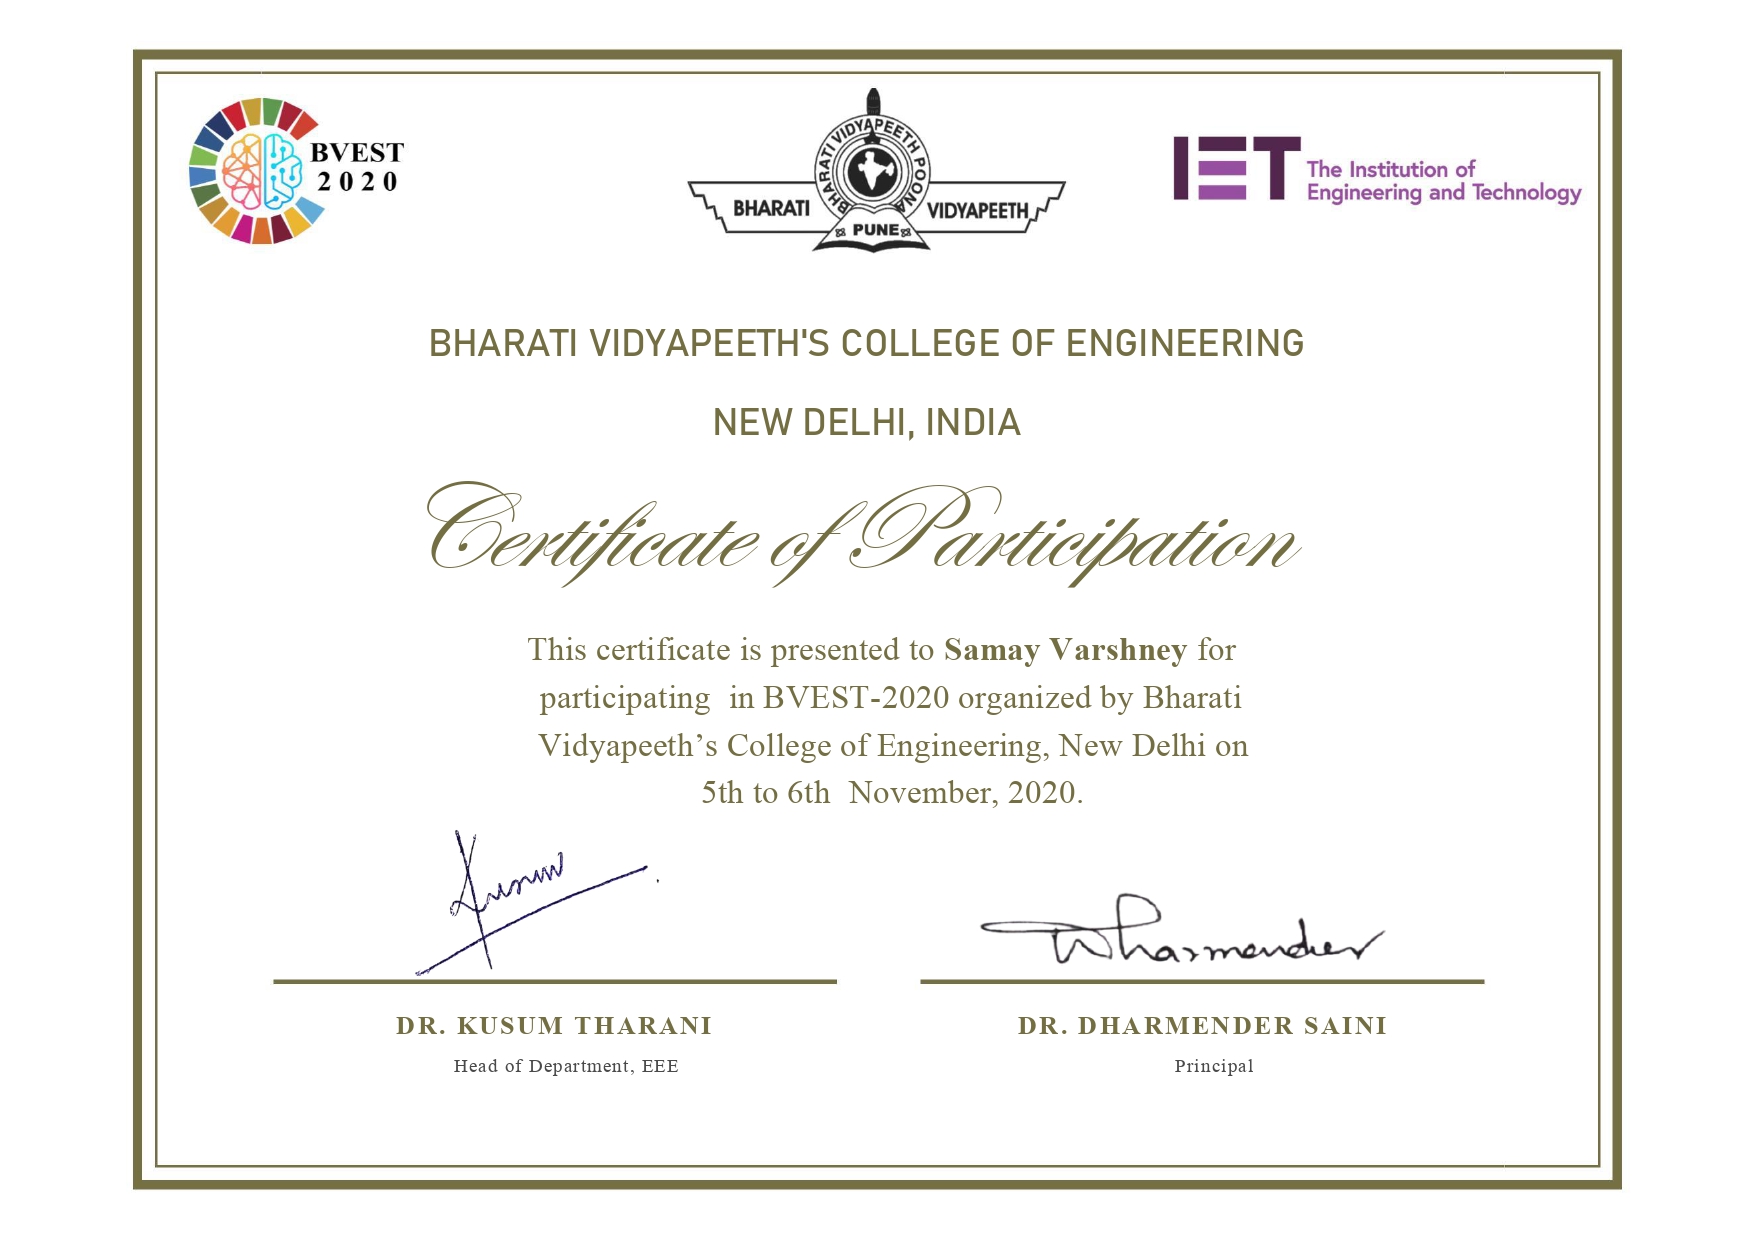 BVEST
2020
BHARATI VIDYAPEETH POONA
BHARATI
VIDYAPEETH
PUNE
IET
The Institution of
Engineering and Technology
BHARATI VIDYAPEETH'S COLLEGE OF ENGINEERING
NEW DELHI, INDIA
Certificate of Participation
This certificate is presented to Samay Varshney for
participating  in BVEST-2020 organized by Bharati
Vidyapeeth’s College of Engineering, New Delhi on
5th to 6th  November, 2020.
Kusum
Dharmender
DR. KUSUM THARANI
DR. DHARMENDER SAINI
Head of Department, EEE
Principal